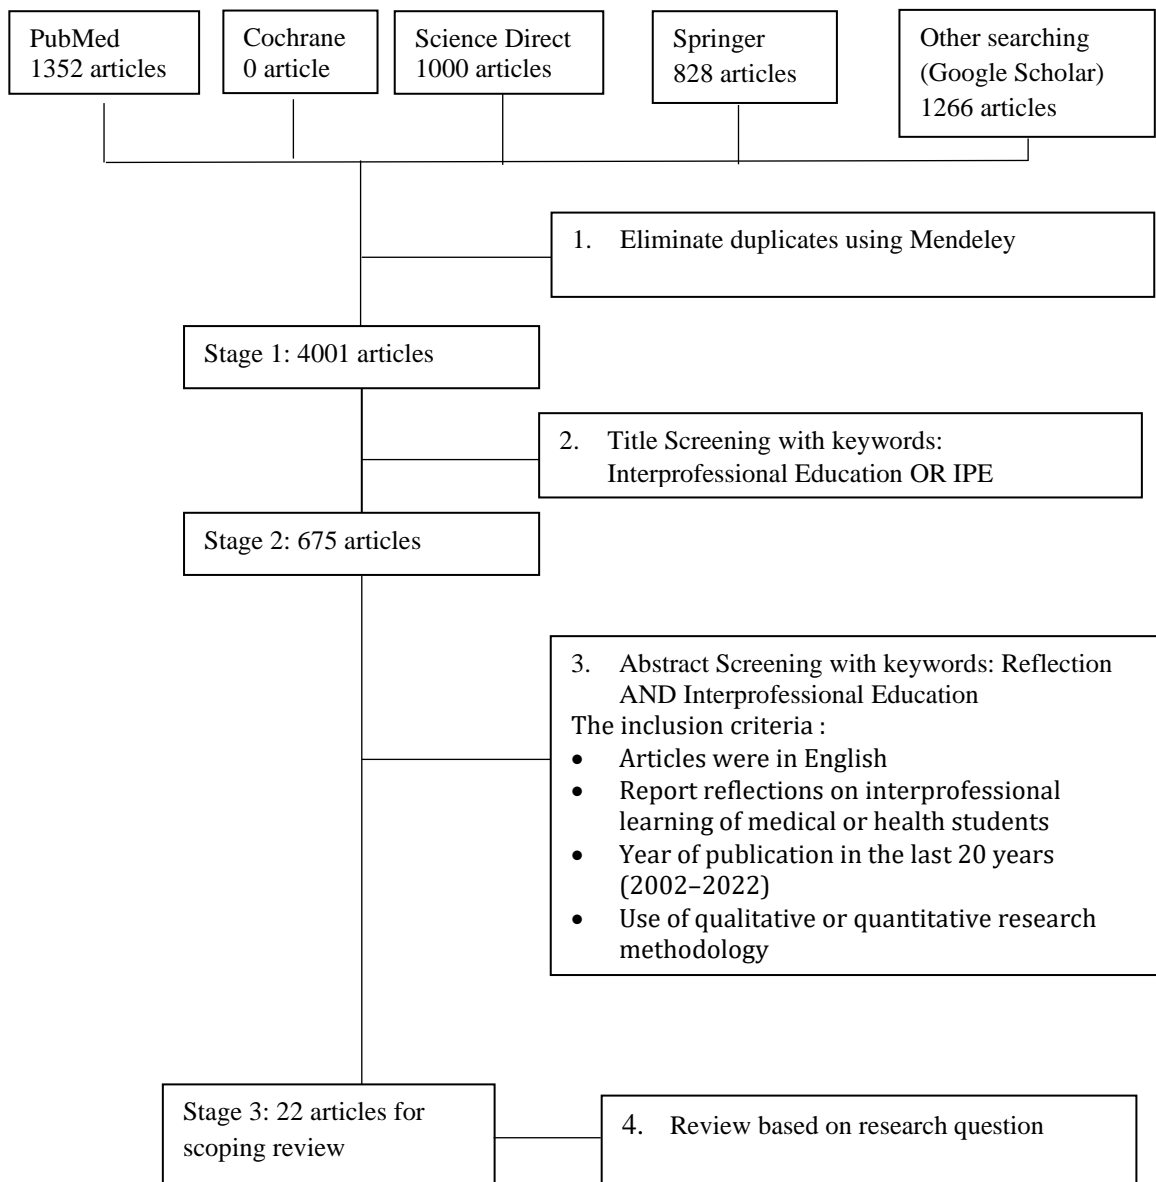 PubMed
1352 articles
Cochrane
0 article
Science Direct
1000 articles
Springer
828 articles
Other searching
(Google Scholar)
1266 articles
1. Eliminate duplicates using Mendeley
Stage 1: 4001 articles
2. Title Screening with keywords:
Interprofessional Education OR IPE
Stage 2: 675 articles
3. Abstract Screening with keywords: Reflection
AND Interprofessional Education
The inclusion criteria :
• Articles were in English
• Report reflections on interprofessional
learning of medical or health students
• Year of publication in the last 20 years
(2002–2022)
• Use of qualitative or quantitative research
methodology
Stage 3: 22 articles for
scoping review
4. Review based on research question